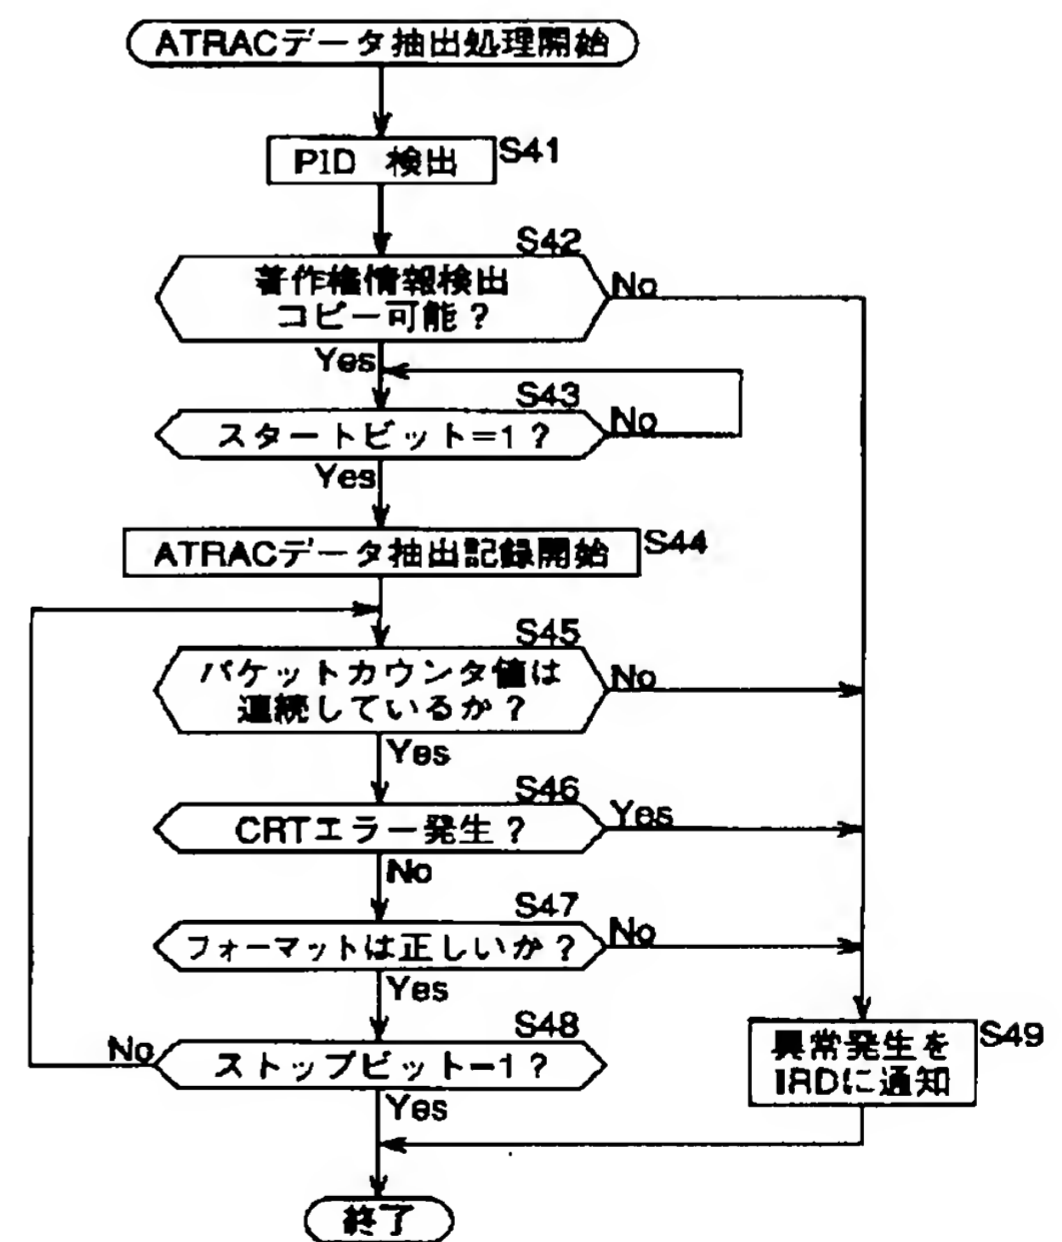 ATRACデータ抽出処理開始
PID 検出
S41
S42
著作権情報検出
コピー可能？
No
Yes
S43
スタートビット=1？
No
Yes
ATRACデータ抽出記録開始
S44
S45
パケットカウンタ値は
連続しているか？
No
Yes
S46
CRTエラー発生？
Yes
No
S47
フォーマットは正しいか？
No
Yes
S48
ストップビット=1？
No
Yes
異常発生を
IRDに通知
S49
終了